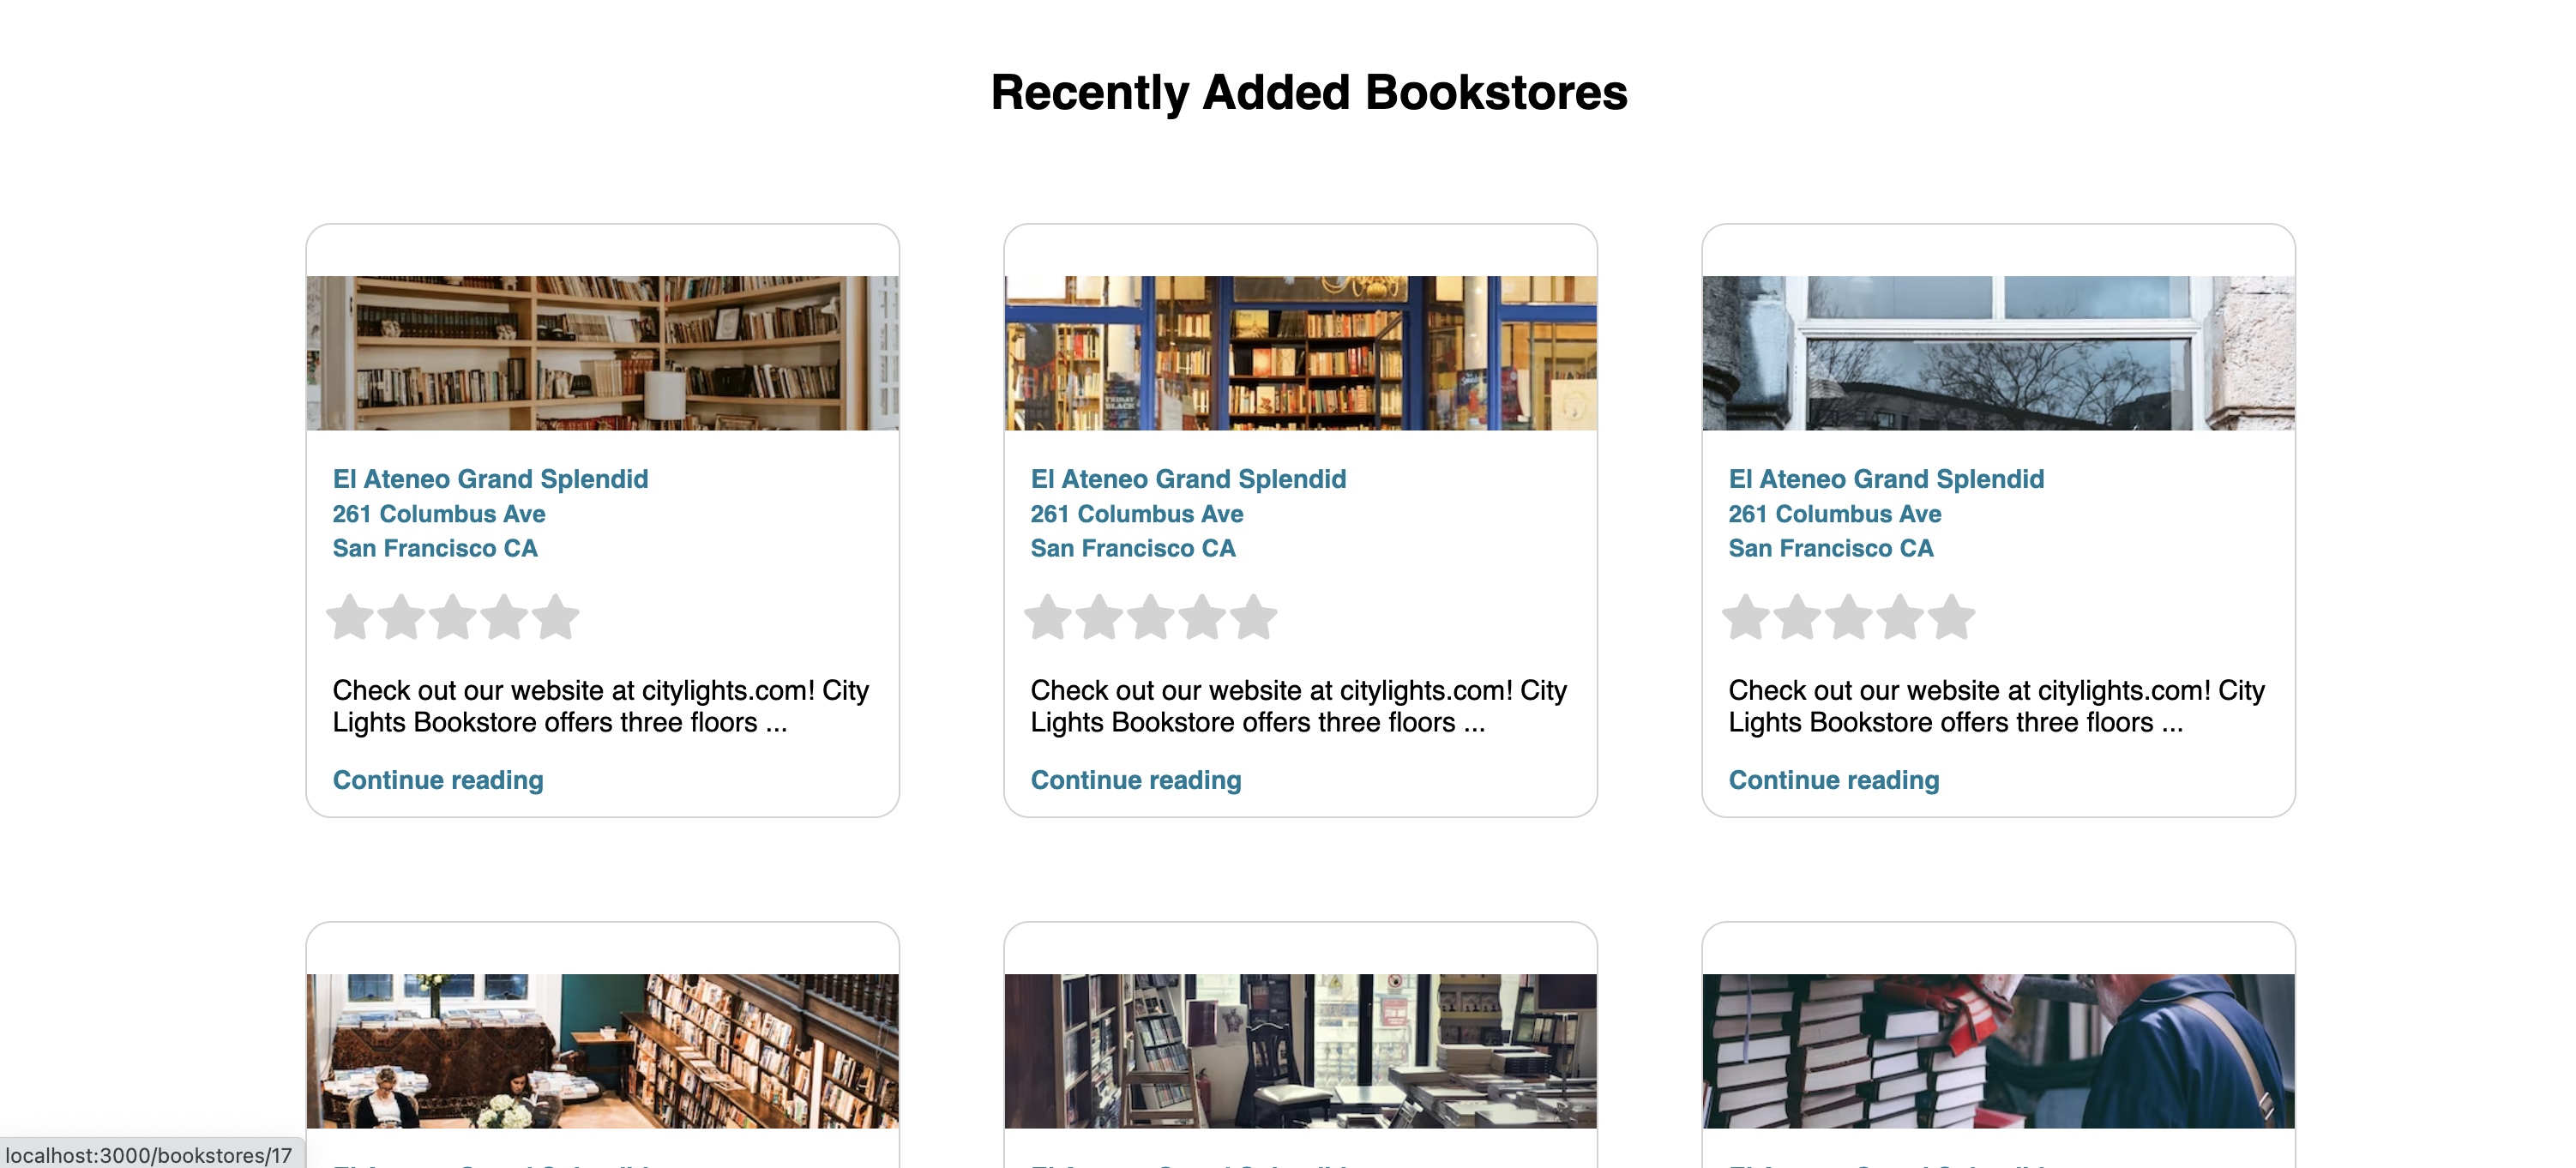 Recently Added Bookstores
El Ateneo Grand Splendid
261 Columbus Ave
San Francisco CA
Check out our website at citylights.com! City
Lights Bookstore offers three floors ...
Continue reading
El Ateneo Grand Splendid
261 Columbus Ave
San Francisco CA
Check out our website at citylights.com! City
Lights Bookstore offers three floors ...
Continue reading
El Ateneo Grand Splendid
261 Columbus Ave
San Francisco CA
Check out our website at citylights.com! City
Lights Bookstore offers three floors ...
Continue reading
localhost:3000/bookstores/17